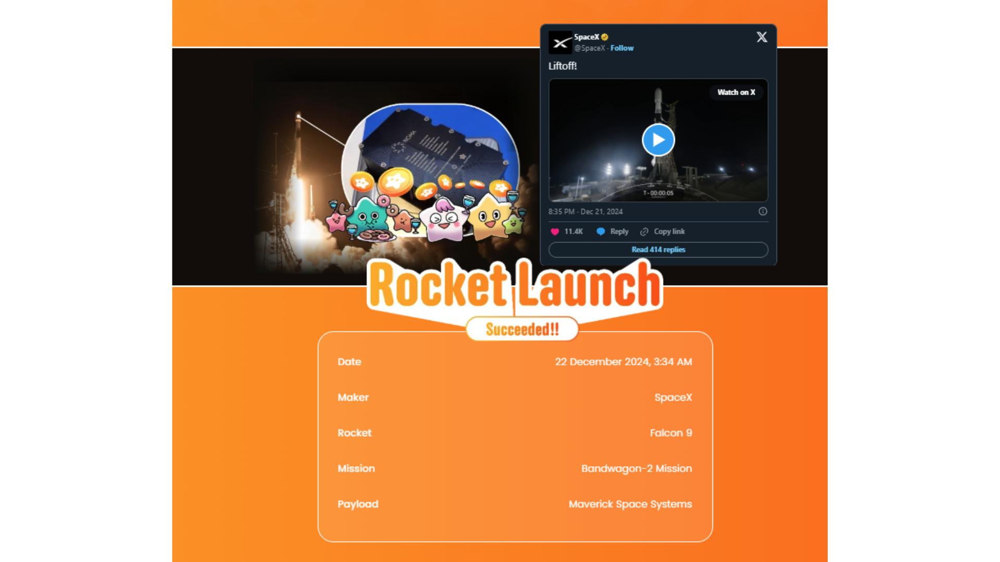 SpaceX
@SpaceX · Follow
Liftoff!
Watch on X
T - 00:00:05
8:35 PM · Dec 21, 2024
11.4K Reply Copy link
Read 414 replies
NOMA
Rocket Launch
Succeeded!!
Date 22 December 2024, 3:34 AM
Maker SpaceX
Rocket Falcon 9
Mission Bandwagon-2 Mission
Payload Maverick Space Systems